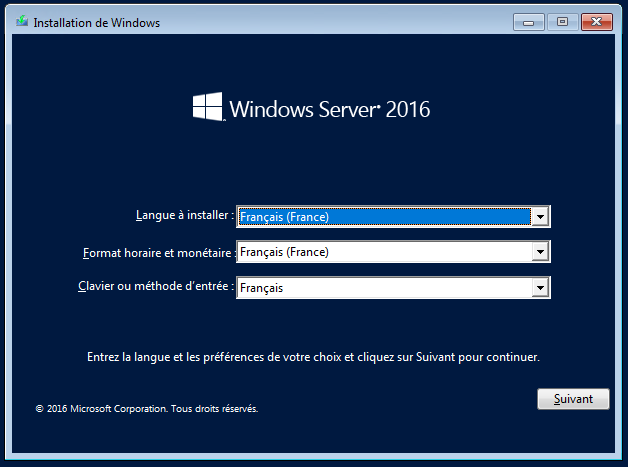 Installation de Windows
Windows Server® 2016
Langue à installer : Français (France)
Format horaire et monétaire : Français (France)
Clavier ou méthode d'entrée : Français
Entrez la langue et les préférences de votre choix et cliquez sur Suivant pour continuer.
Suivant
© 2016 Microsoft Corporation. Tous droits réservés.